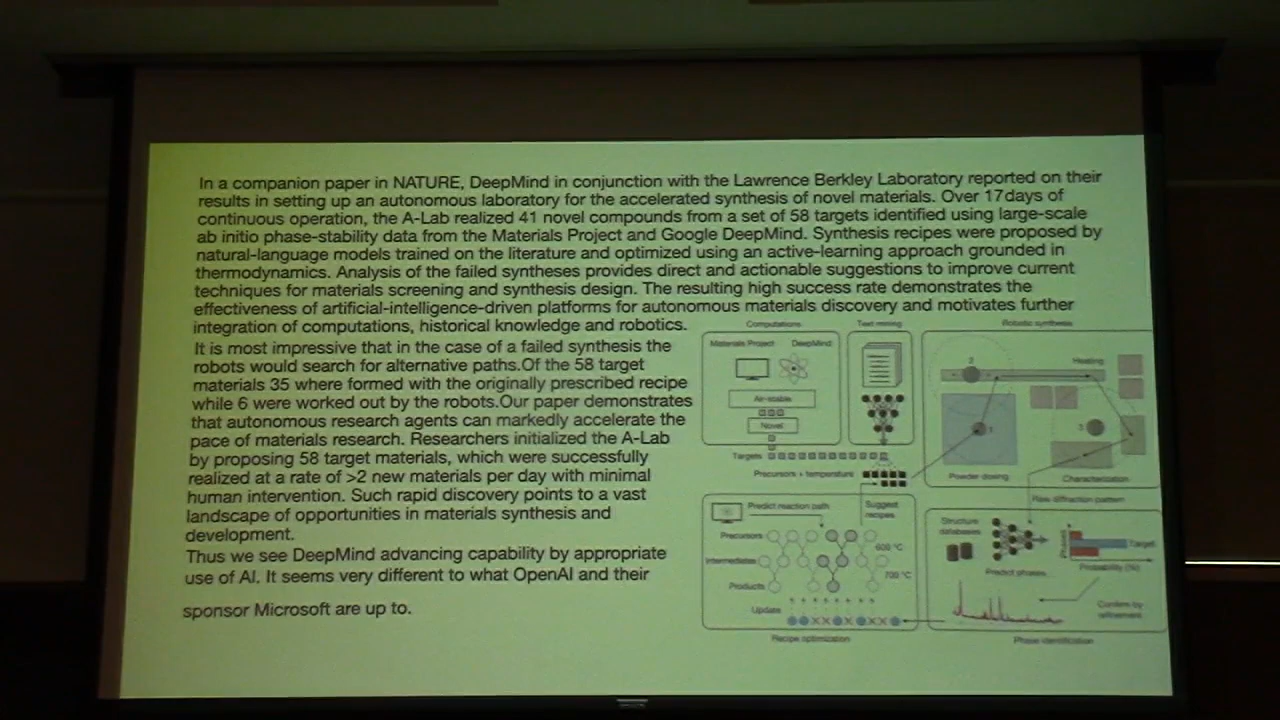 In a companion paper in NATURE, DeepMind in conjunction with the Lawrence Berkley Laboratory reported on their
results in setting up an autonomous laboratory for the accelerated synthesis of novel materials. Over 17days of
continuous operation, the A-Lab realized 41 novel compounds from a set of 58 targets identified using large-scale
ab initio phase-stability data from the Materials Project and Google DeepMind. Synthesis recipes were proposed by
natural-language models trained on the literature and optimized using an active-learning approach grounded in
thermodynamics. Analysis of the failed syntheses provides direct and actionable suggestions to improve current
techniques for materials screening and synthesis design. The resulting high success rate demonstrates the
effectiveness of artificial-intelligence-driven platforms for autonomous materials discovery and motivates further
integration of computations, historical knowledge and robotics.
It is most impressive that in the case of a failed synthesis the
robots would search for alternative paths.Of the 58 target
materials 35 where formed with the originally prescribed recipe
while 6 were worked out by the robots.Our paper demonstrates
that autonomous research agents can markedly accelerate the
pace of materials research. Researchers initialized the A-Lab
by proposing 58 target materials, which were successfully
realized at a rate of >2 new materials per day with minimal
human intervention. Such rapid discovery points to a vast
landscape of opportunities in materials synthesis and
development.
Thus we see DeepMind advancing capability by appropriate
use of AI. It seems very different to what OpenAI and their
sponsor Microsoft are up to.
Computations
Materials Project DeepMind
Air-stable
Novel
Targets
Precursors + temperature
Text mining
Robotic synthesis
2
Heating
1
3
Powder dosing
Characterization
Raw diffraction pattern
Predict reaction path
Suggest
recipes
Precursors
600 °C
Intermediates
700 °C
Products
Update
Recipe optimization
Structure
databases
Predict phases
Phases
Target
Probability (%)
Confirm by
refinement
Phase identification